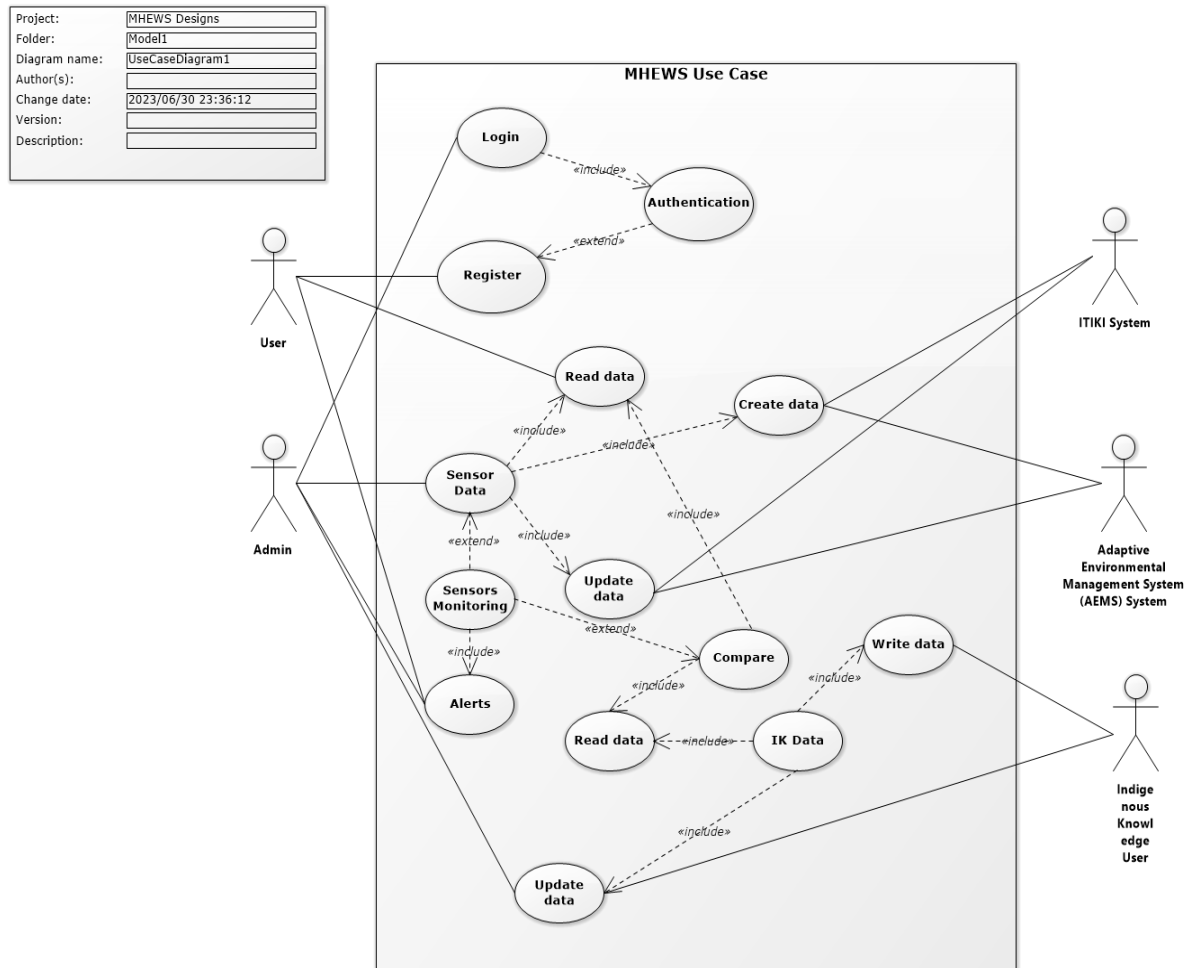 Project: MHEWS Designs
Folder: Model1
Diagram name: UseCaseDiagram1
Author(s):
Change date: 2023/06/30 23:36:12
Version:
Description:
MHEWS Use Case
Login
«include»
Authentication
«extend»
Register
User
ITIKI System
Read data
Create data
«include»
«include»
Sensor
Data
Admin
«include»
«extend»
«include»
Adaptive
Environmental
Management System
(AEMS) System
Sensors
Monitoring
Update
data
«extend»
Write data
«include»
Compare
«include»
«include»
Alerts
Read data
«include»
IK Data
Indige
nous
Knowl
edge
User
«include»
Update
data